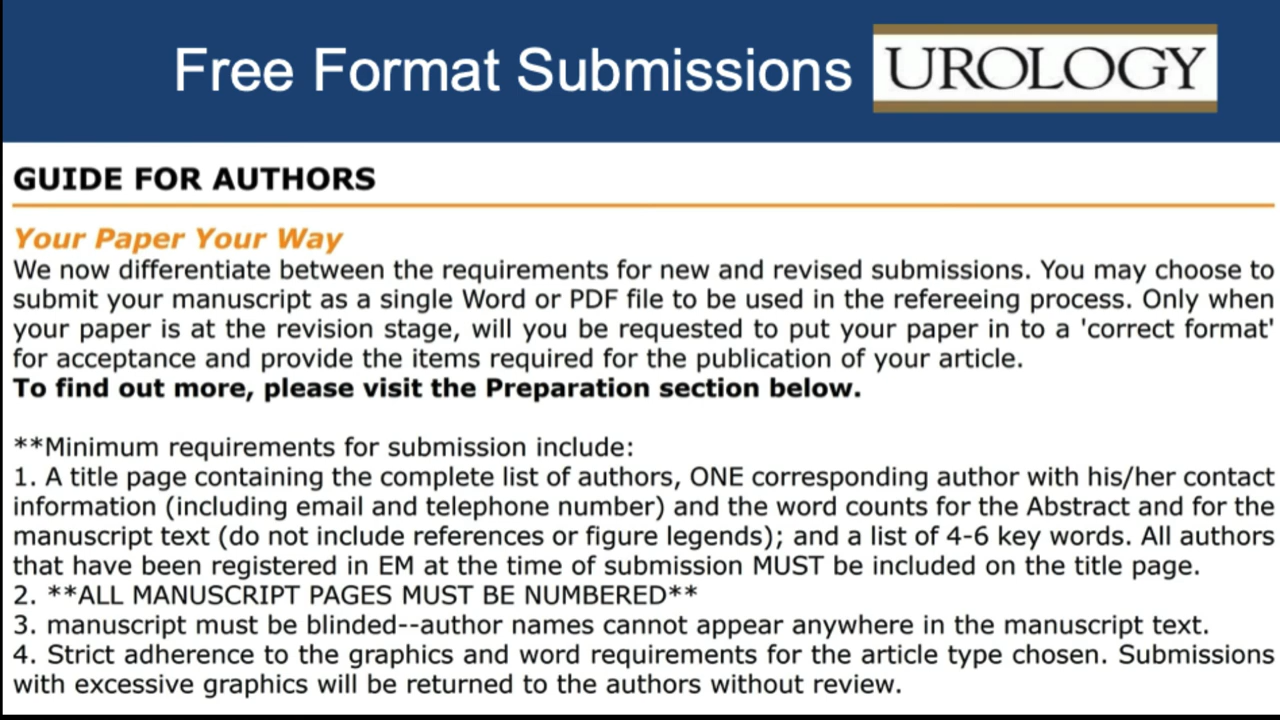 Free Format Submissions UROLOGY
GUIDE FOR AUTHORS
Your Paper Your Way
We now differentiate between the requirements for new and revised submissions. You may choose to
submit your manuscript as a single Word or PDF file to be used in the refereeing process. Only when
your paper is at the revision stage, will you be requested to put your paper in to a 'correct format'
for acceptance and provide the items required for the publication of your article.
To find out more, please visit the Preparation section below.
**Minimum requirements for submission include:
1. A title page containing the complete list of authors, ONE corresponding author with his/her contact
information (including email and telephone number) and the word counts for the Abstract and for the
manuscript text (do not include references or figure legends); and a list of 4-6 key words. All authors
that have been registered in EM at the time of submission MUST be included on the title page.
2. **ALL MANUSCRIPT PAGES MUST BE NUMBERED**
3. manuscript must be blinded--author names cannot appear anywhere in the manuscript text.
4. Strict adherence to the graphics and word requirements for the article type chosen. Submissions
with excessive graphics will be returned to the authors without review.